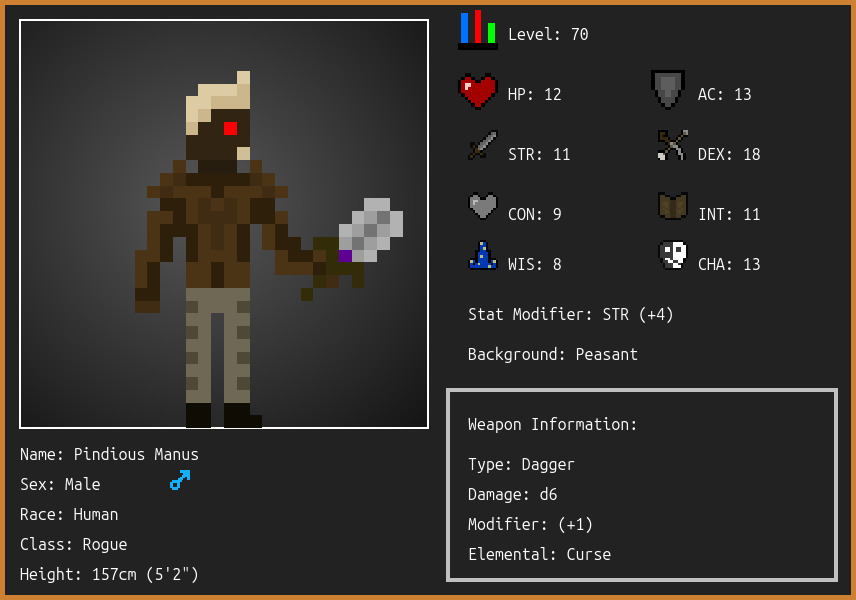 Level: 70
HP: 12
AC: 13
STR: 11
DEX: 18
CON: 9
INT: 11
WIS: 8
CHA: 13
Stat Modifier: STR (+4)
Background: Peasant
Weapon Information:
Type: Dagger
Damage: d6
Modifier: (+1)
Elemental: Curse
Name: Pindious Manus
Sex: Male
Race: Human
Class: Rogue
Height: 157cm (5'2")